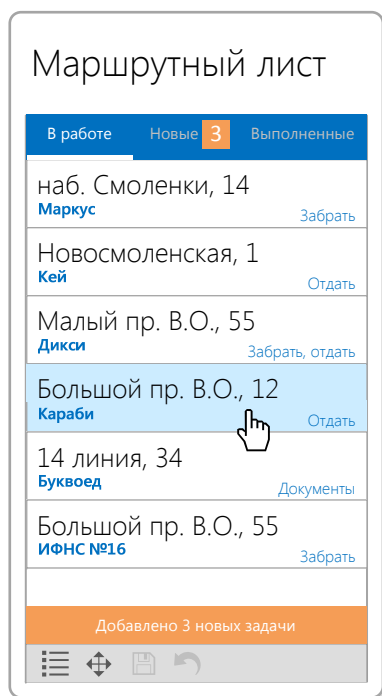 Маршрутный лист
В работе Новые 3 Выполненные
наб. Смоленки, 14
Маркус
Забрать
Новосмоленская, 1
Кей
Отдать
Малый пр. В.О., 55
Дикси
Забрать, отдать
Большой пр. В.О., 12
Караби
Отдать
14 линия, 34
Буквоед
Документы
Большой пр. В.О., 55
ИФНС №16
Забрать
Добавлено 3 новых задачи